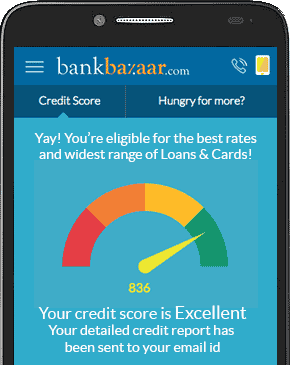 bankbazaar.com
Credit Score
Hungry for more?
Yay! You're eligible for the best rates
and widest range of Loans & Cards!
836
Your credit score is Excellent
Your detailed credit report has
been sent to your email id